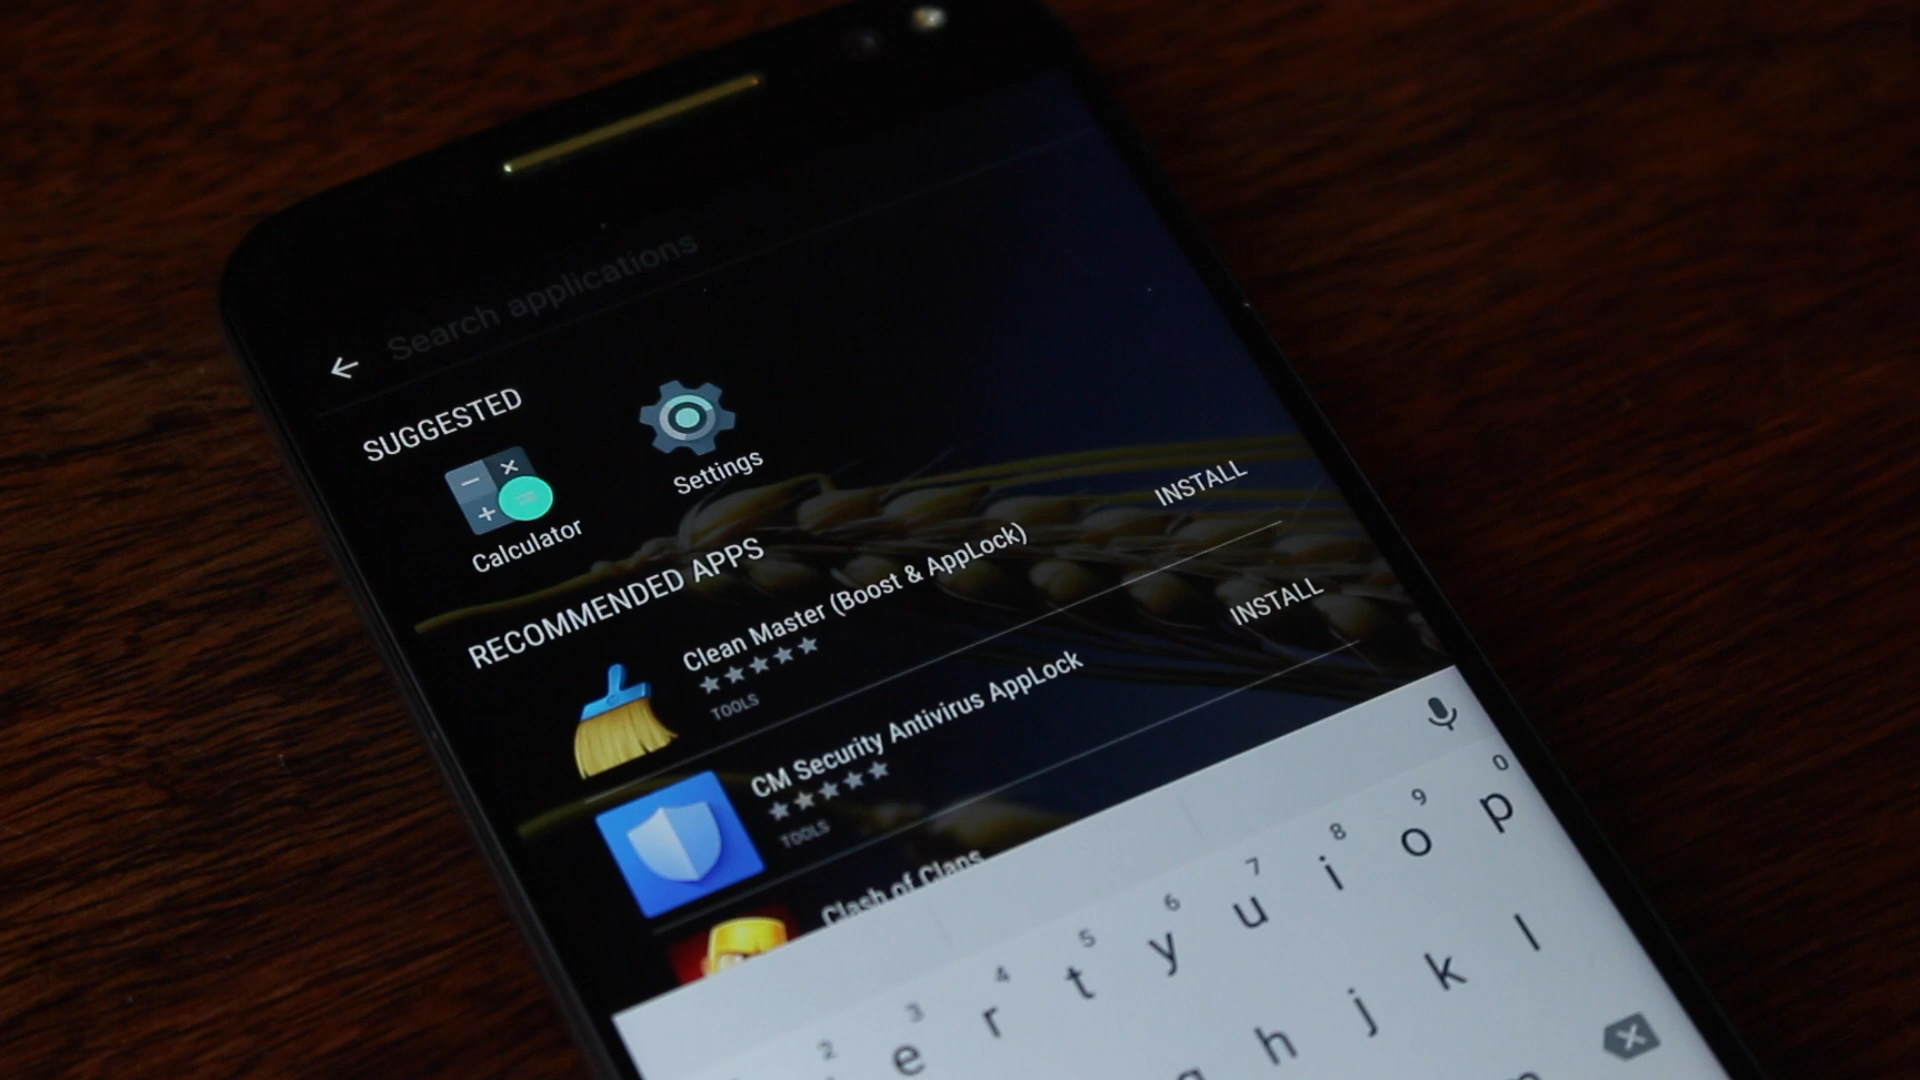 Search applications
SUGGESTED
Calculator
Settings
RECOMMENDED APPS
Clean Master (Boost & AppLock)
TOOLS
INSTALL
CM Security Antivirus AppLock
TOOLS
INSTALL
Clash of Clans
2 3 4 5 6 7 8 9 0
e r t y u i o p
h j k l